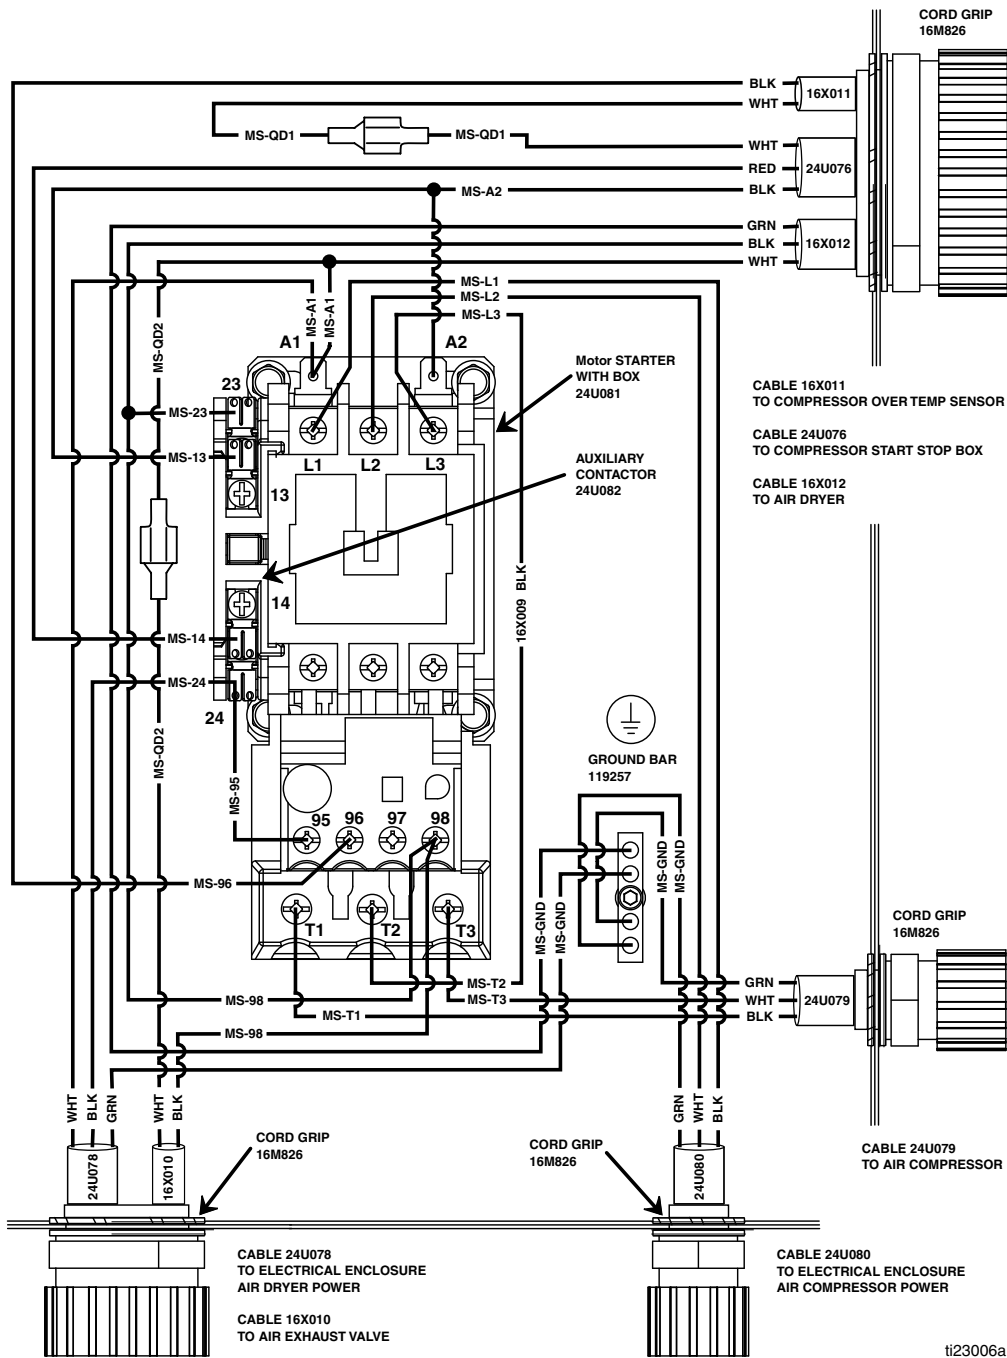 CORD GRIP
16M826
BLK
16X011
WHT
MS-QD1
MS-QD1
WHT
RED
24U076
BLK
MS-A2
GRN
BLK
16X012
WHT
MS-L1
MS-L2
MS-L3
MS-A1
MS-A1
MS-QD2
A1
A2
Motor STARTER
WITH BOX
24U081
CABLE 16X011
TO COMPRESSOR OVER TEMP SENSOR
CABLE 24U076
TO COMPRESSOR START STOP BOX
CABLE 16X012
TO AIR DRYER
23
MS-23
MS-13
L1
L2
L3
13
AUXILIARY
CONTACTOR
24U082
16X009 BLK
14
MS-14
MS-24
24
MS-QD2
MS-95
GROUND BAR
119257
95
96
97
98
MS-96
MS-GND
MS-GND
MS-GND
MS-GND
T1
T2
T3
CORD GRIP
16M826
MS-T2
MS-T3
MS-T1
MS-98
MS-98
GRN
WHT
24U079
BLK
WHT
BLK
GRN
WHT
BLK
GRN
WHT
BLK
24U078
16X010
CORD GRIP
16M826
CORD GRIP
16M826
24U080
CABLE 24U079
TO AIR COMPRESSOR
CABLE 24U078
TO ELECTRICAL ENCLOSURE
AIR DRYER POWER
CABLE 16X010
TO AIR EXHAUST VALVE
CABLE 24U080
TO ELECTRICAL ENCLOSURE
AIR COMPRESSOR POWER
ti23006a